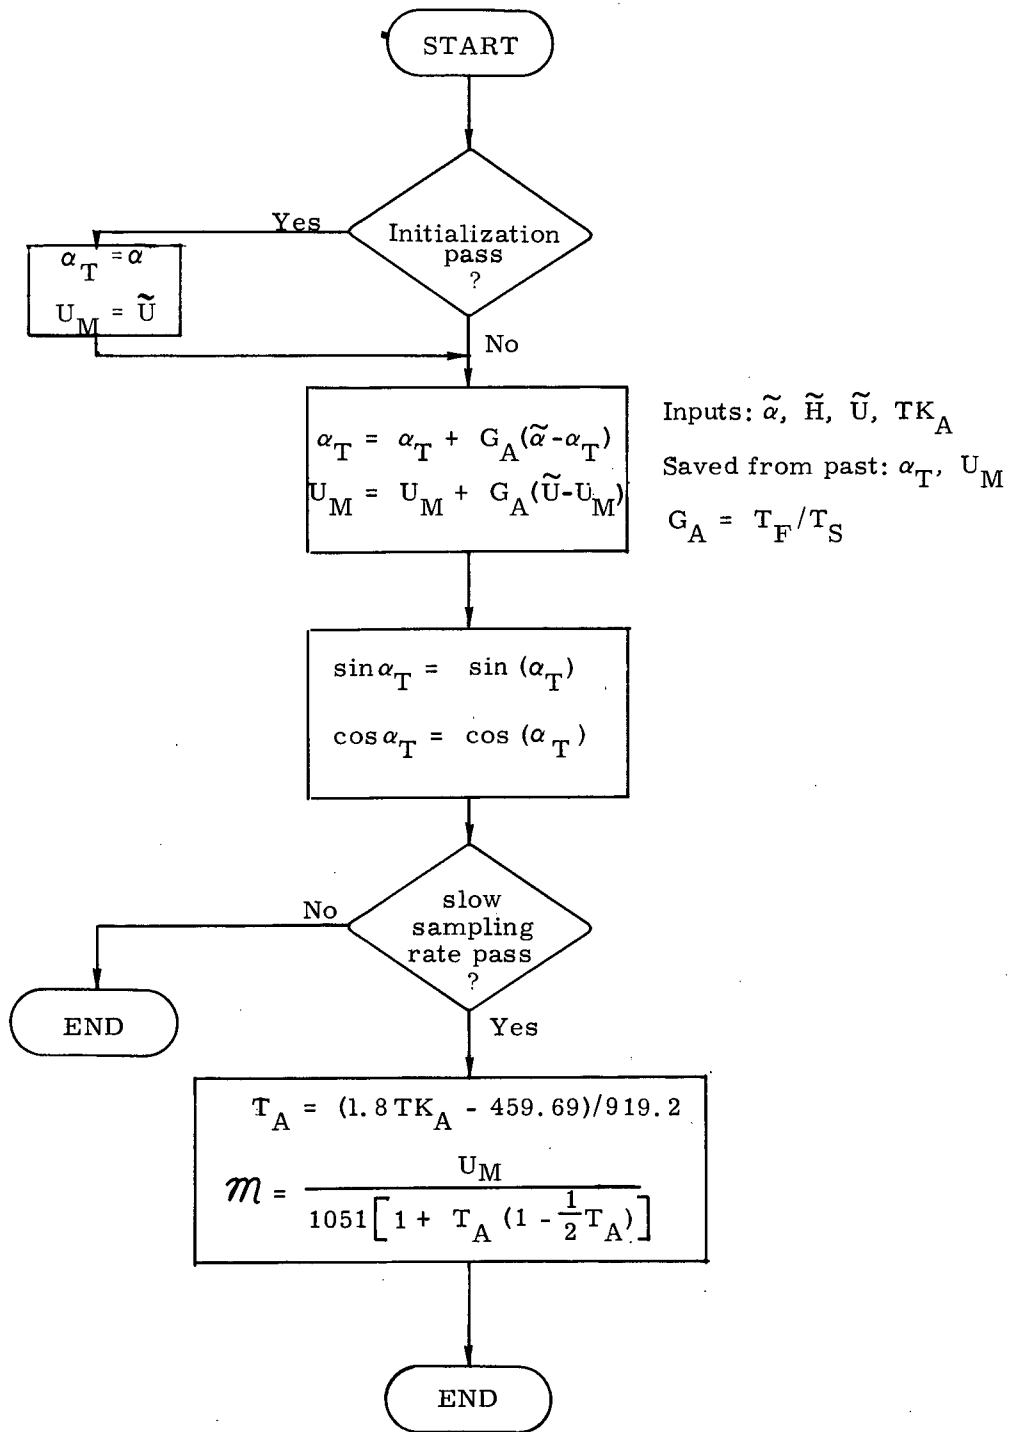 START
Initialization
pass
?
Yes
α_T = α
U_M = Ũ
No
α_T = α_T + G_A(α̃-α_T)
U_M = U_M + G_A(Ũ-U_M)
Inputs: α̃, H̃, Ũ, TK_A
Saved from past: α_T, U_M
G_A = T_F/T_S
sin α_T = sin (α_T)
cos α_T = cos (α_T)
slow
sampling
rate pass
?
No
END
Yes
T_A = (1.8 TK_A - 459.69)/919.2
𝓜 = U_M / 1051[1 + T_A (1 - 1/2 T_A)]
END